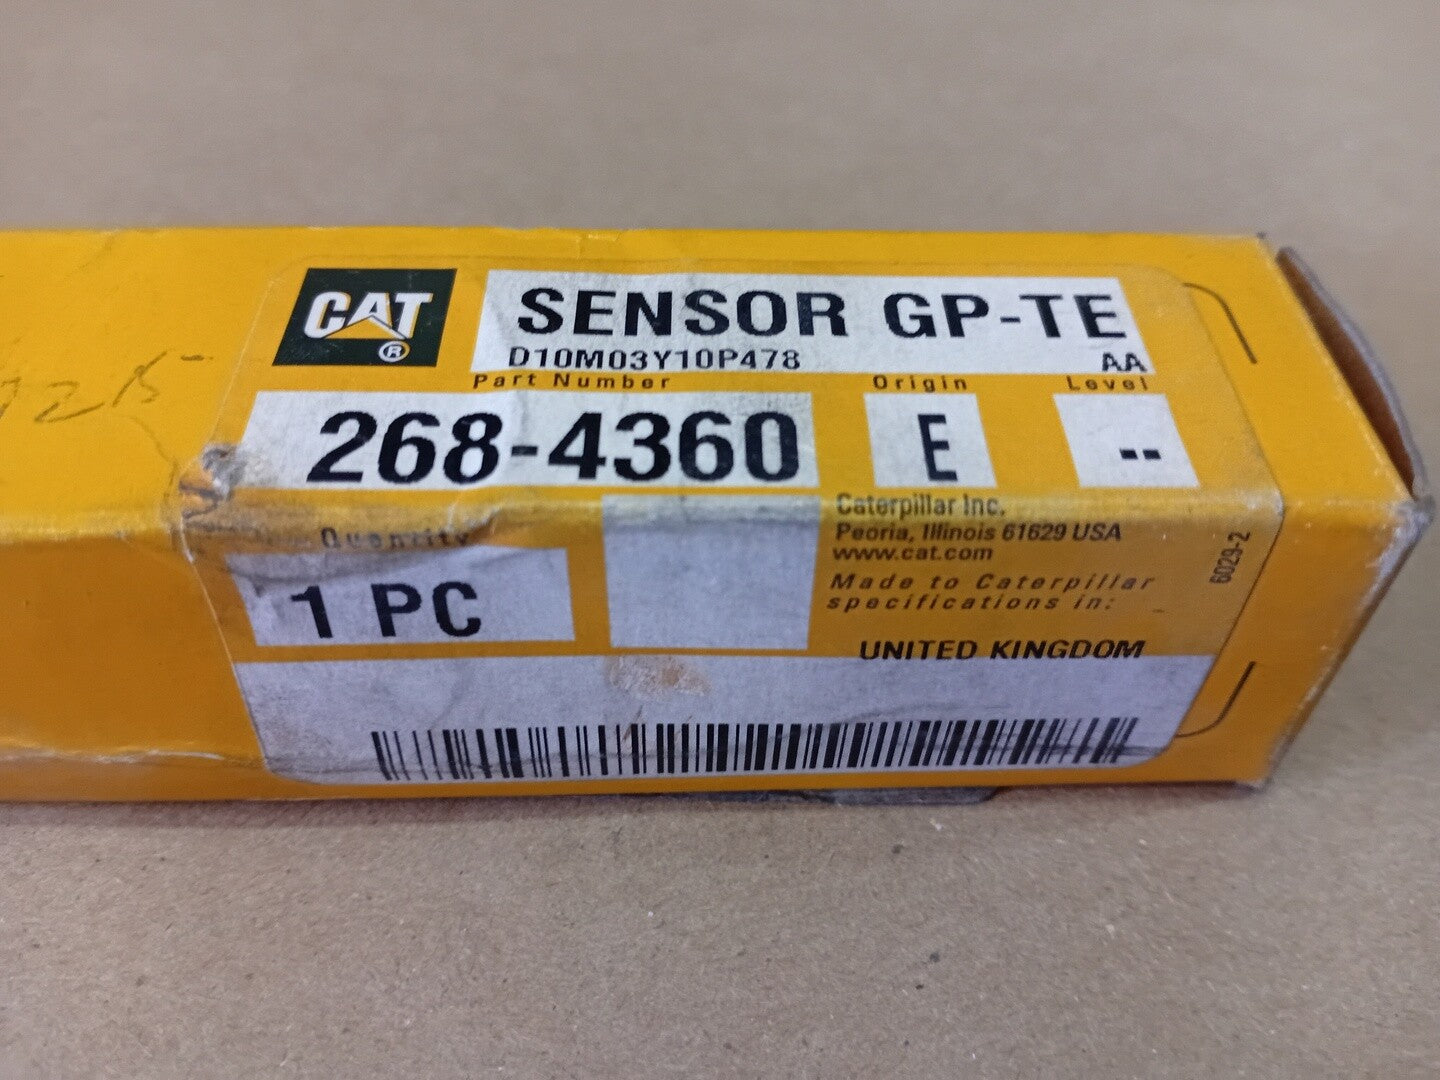 CAT
®
SENSOR GP-TE
D10M03Y10P478 AA
Part Number Origin Level
268-4360 E --
Quantity
1 PC
Caterpillar Inc.
Peoria, Illinois 61629 USA
www.cat.com
Made to Caterpillar
specifications in:
UNITED KINGDOM
6029-2